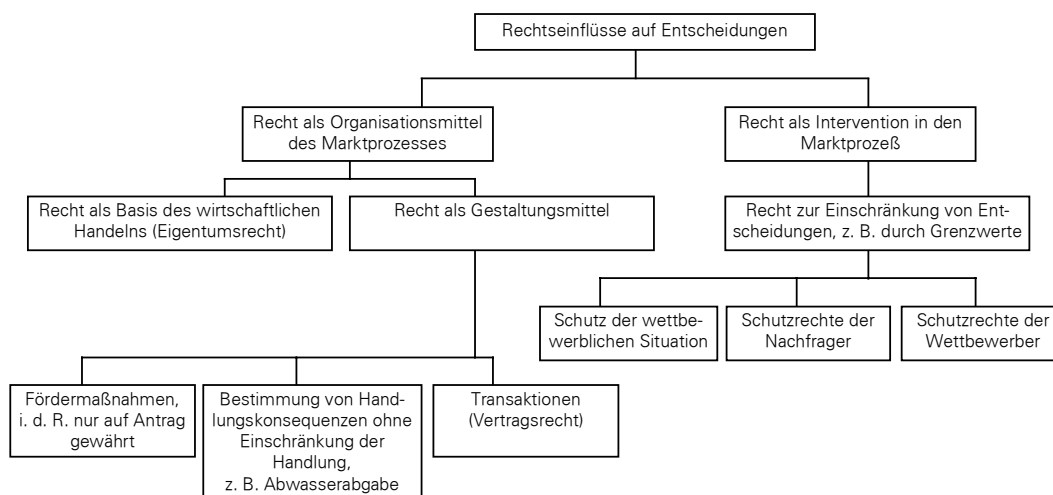 Rechtseinflüsse auf Entscheidungen
Recht als Organisationsmittel
des Marktprozesses
Recht als Intervention in den
Marktprozeß
Recht als Basis des wirtschaftlichen
Handelns (Eigentumsrecht)
Recht als Gestaltungsmittel
Recht zur Einschränkung von Ent-
scheidungen, z. B. durch Grenzwerte
Schutz der wettbe-
werblichen Situation
Schutzrechte der
Nachfrager
Schutzrechte der
Wettbewerber
Fördermaßnahmen,
i. d. R. nur auf Antrag
gewährt
Bestimmung von Hand-
lungskonsequenzen ohne
Einschränkung der
Handlung,
z. B. Abwasserabgabe
Transaktionen
(Vertragsrecht)